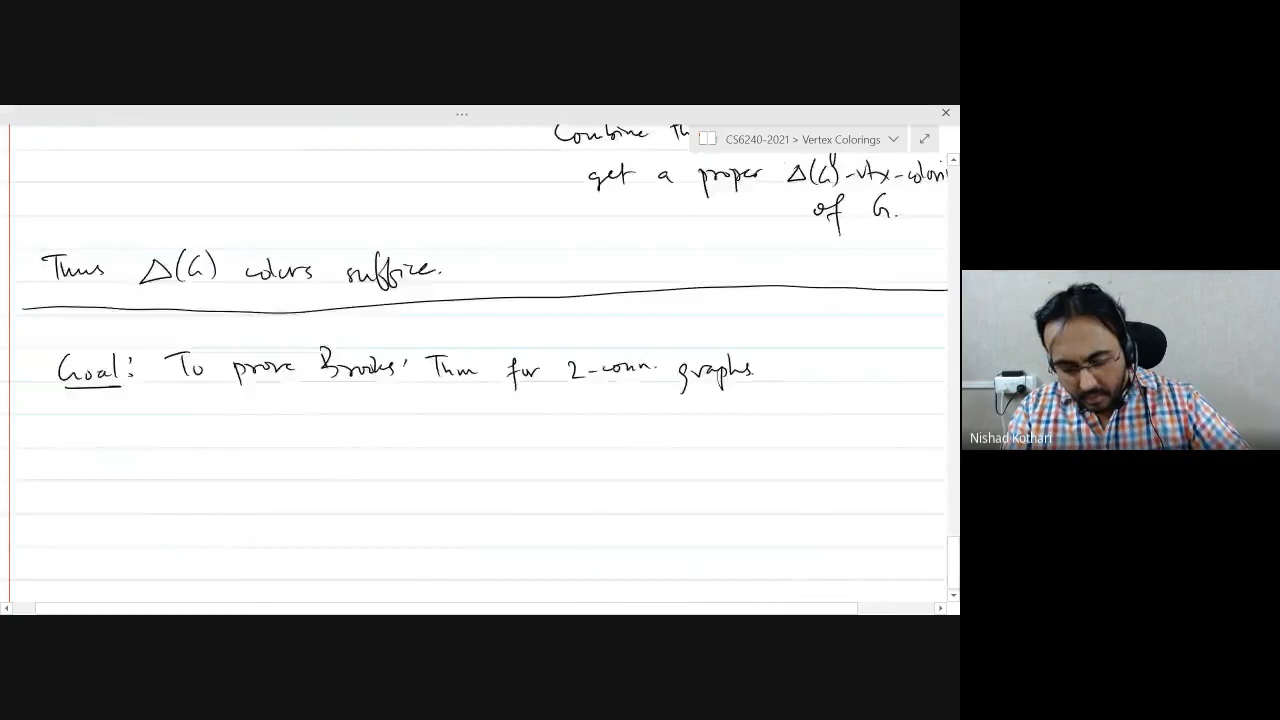 Combine th
CS6240-2021 > Vertex Colorings
get a proper Δ(G)-vtx-colori
of G.
Thus Δ(G) colors suffice.
Goal: To prove Brooks' Thm for 2-conn. graphs.
Nishad Kothari